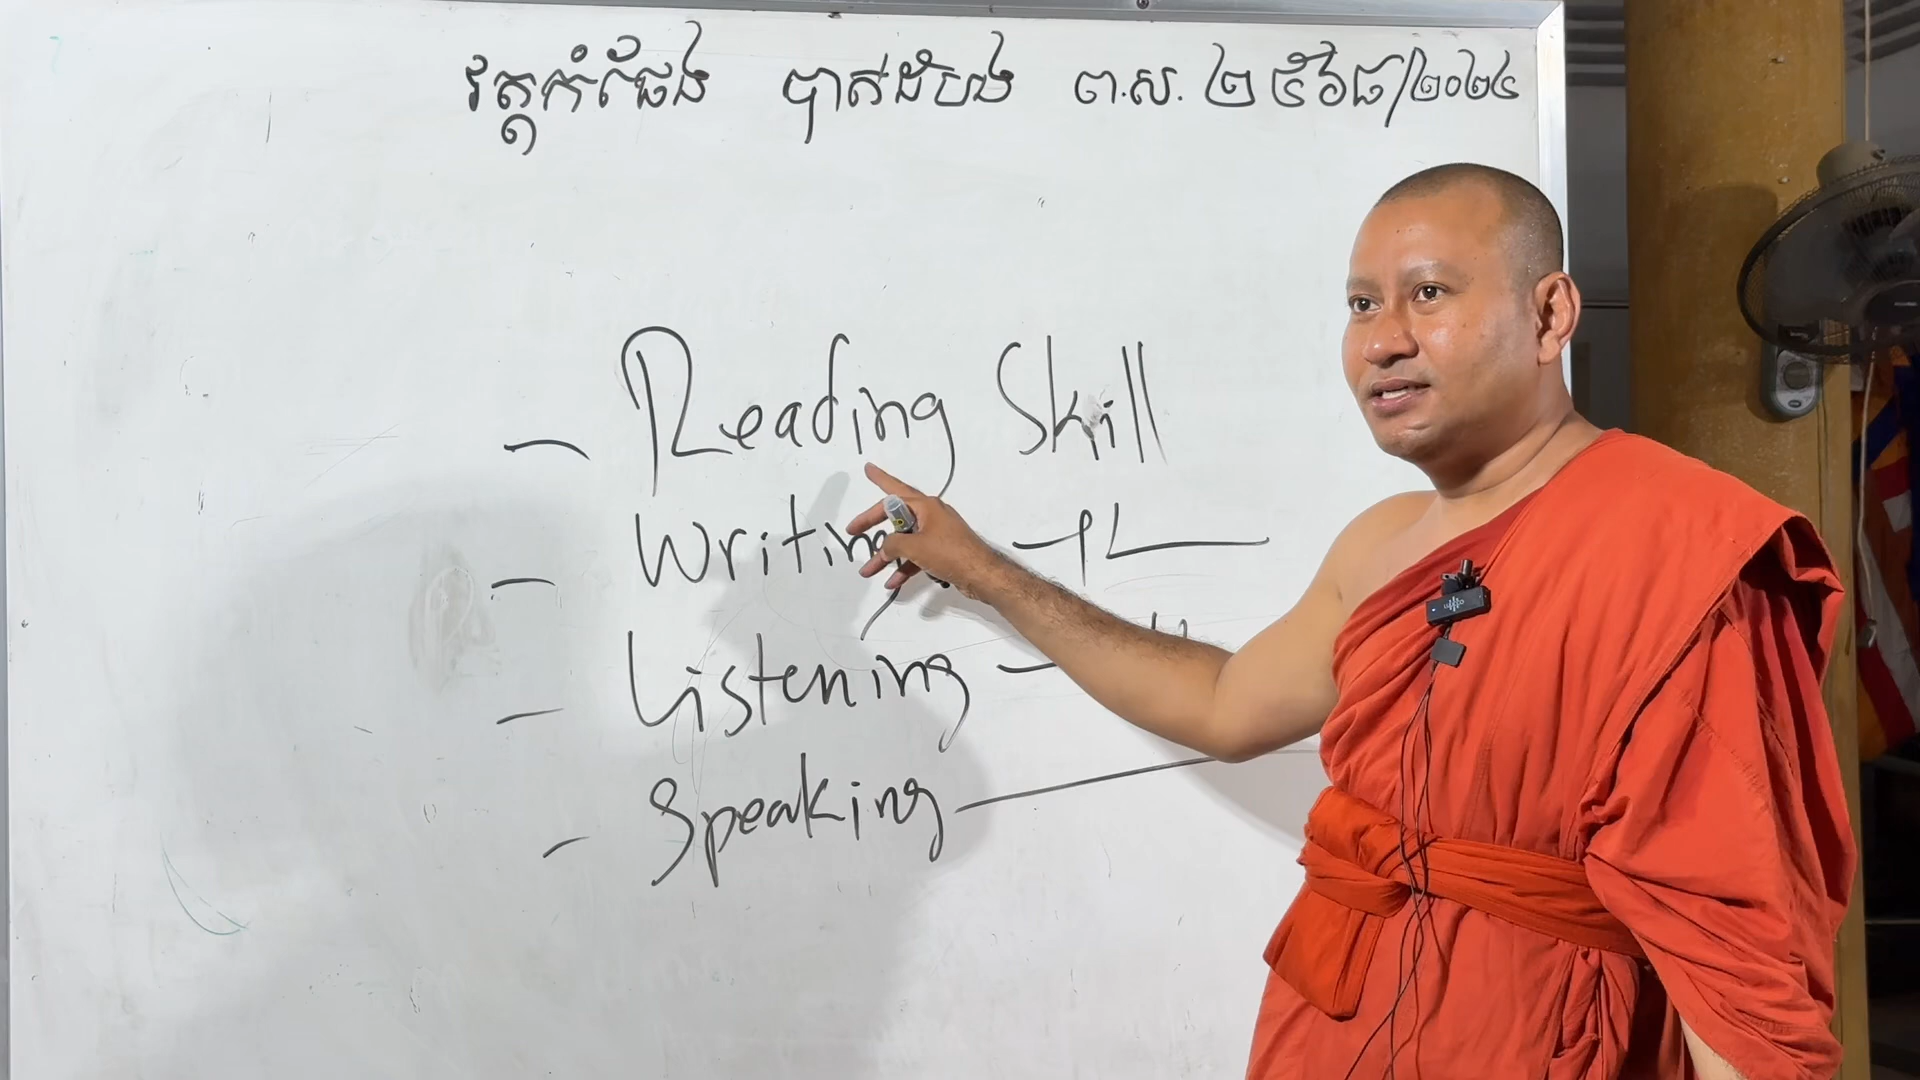 វត្តកំផែង បាត់ដំបង ព.ស. ២៥៦៨/២០២៤
- Reading Skill
- Writing
- Listening -
- Speaking